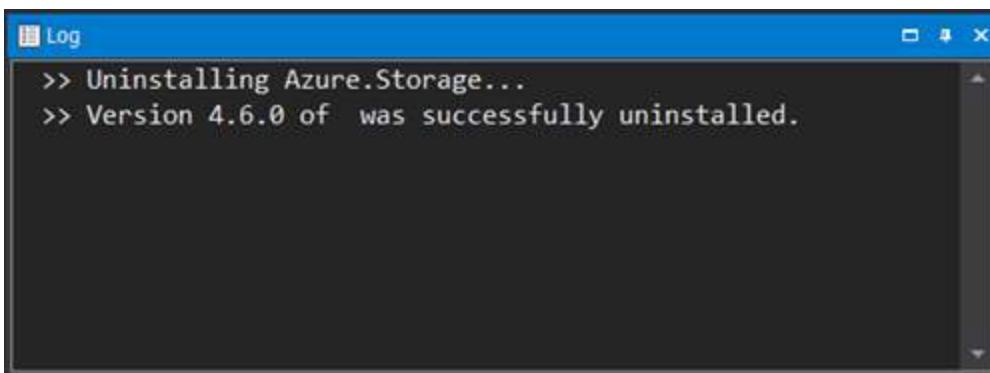 Log
>> Uninstalling Azure.Storage...
>> Version 4.6.0 of  was successfully uninstalled.